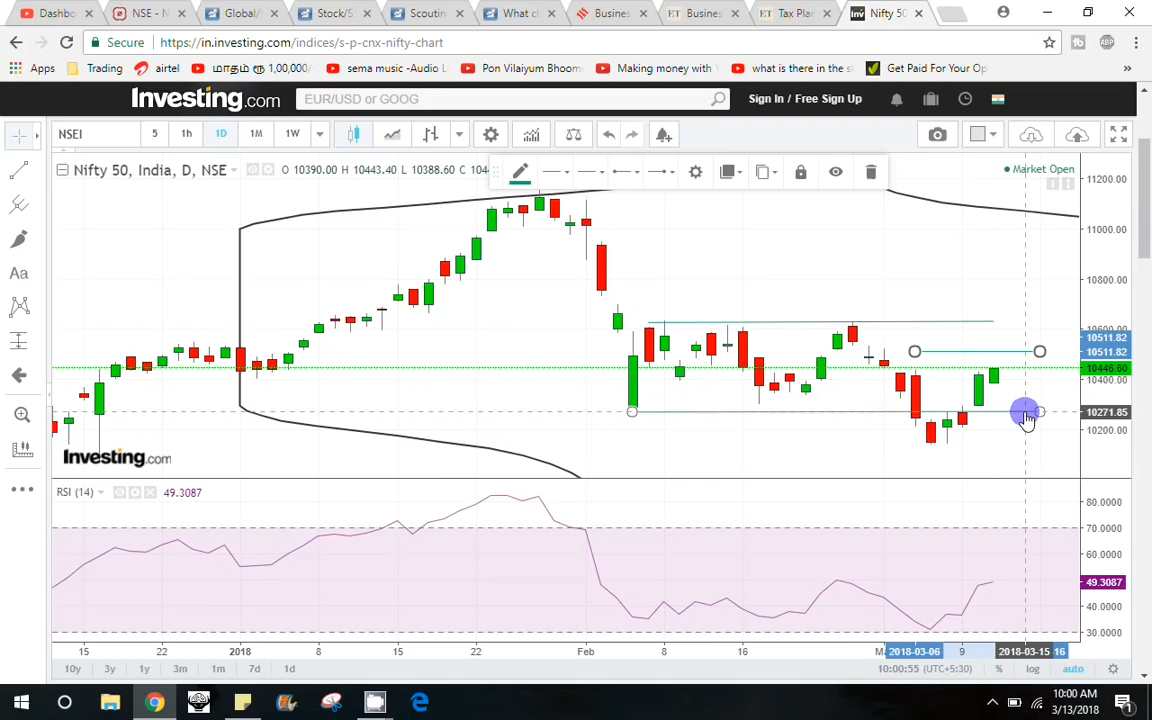 Dashbo
NSE - N
Global/
Stock/S
Scoutin
What cl
Business
Busines
Tax Plar
Nifty 50
Secure
https://in.investing.com/indices/s-p-cnx-nifty-chart
Apps
Trading
airtel
மாதம் ரூ 1,00,000/
sema music -Audio L
Pon Vilaiyum Bhoom
Making money with
what is there in the s
Get Paid For Your Op
Investing.com
EUR/USD or GOOG
Sign In / Free Sign Up
NSEI
5
1h
1D
1M
1W
Nifty 50, India, D, NSE
O 10390.00 H 10443.40 L 10388.60 C 104
Market Open
11200.00
11000.00
10800.00
10600.00
10511.82
10511.82
10446.60
10400.00
10271.85
10200.00
Aa
Investing.com
RSI (14)
49.3087
80.0000
70.0000
60.0000
49.3087
40.0000
30.0000
15
22
2018
8
15
22
Feb
8
16
2018-03-06
9
2018-03-15
16
10y
3y
1y
3m
1m
7d
1d
10:00:55 (UTC+5:30)
%
log
auto
10:00 AM
3/13/2018
1